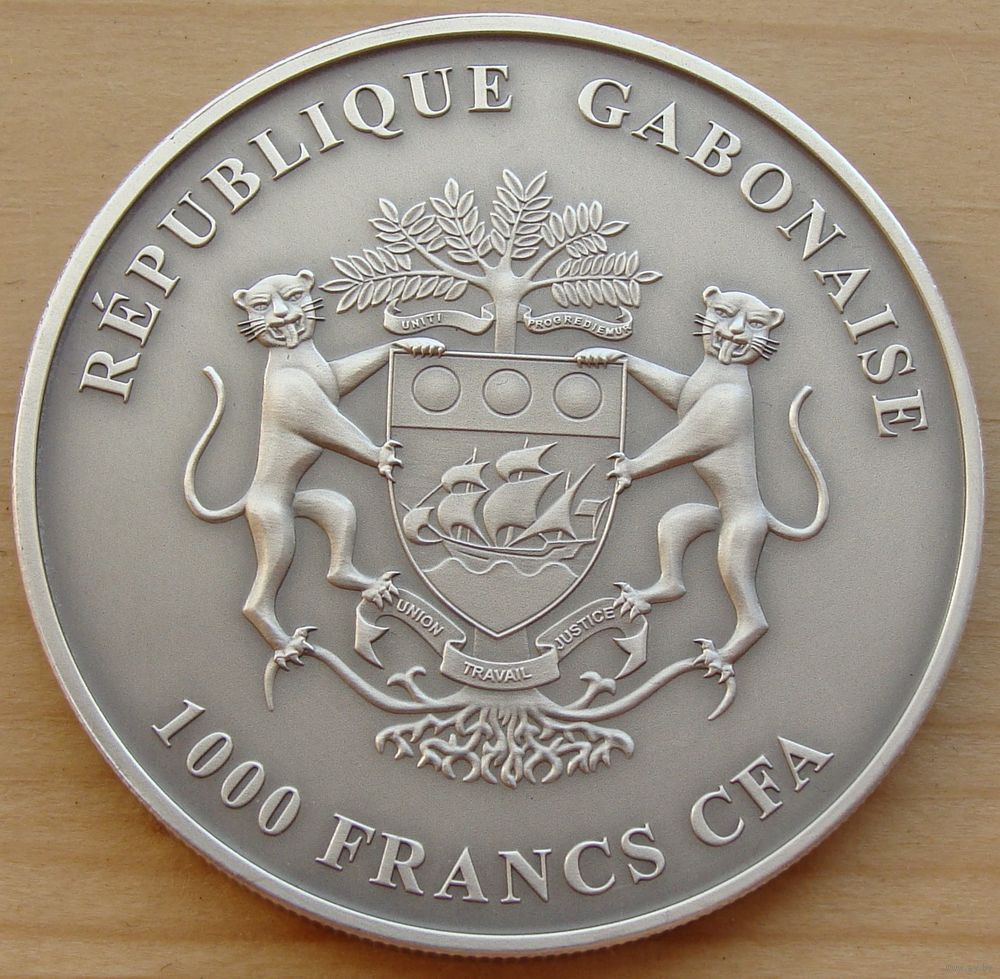 RÉPUBLIQUE GABONAISE
UNITI PROGREDIEMUR
UNION TRAVAIL JUSTICE
1000 FRANCS CFA